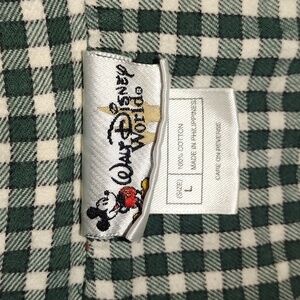 WALT DISNEY
World®
(SIZE)
L
100% COTTON
MADE IN PHILIPPINES
CARE ON REVERSE